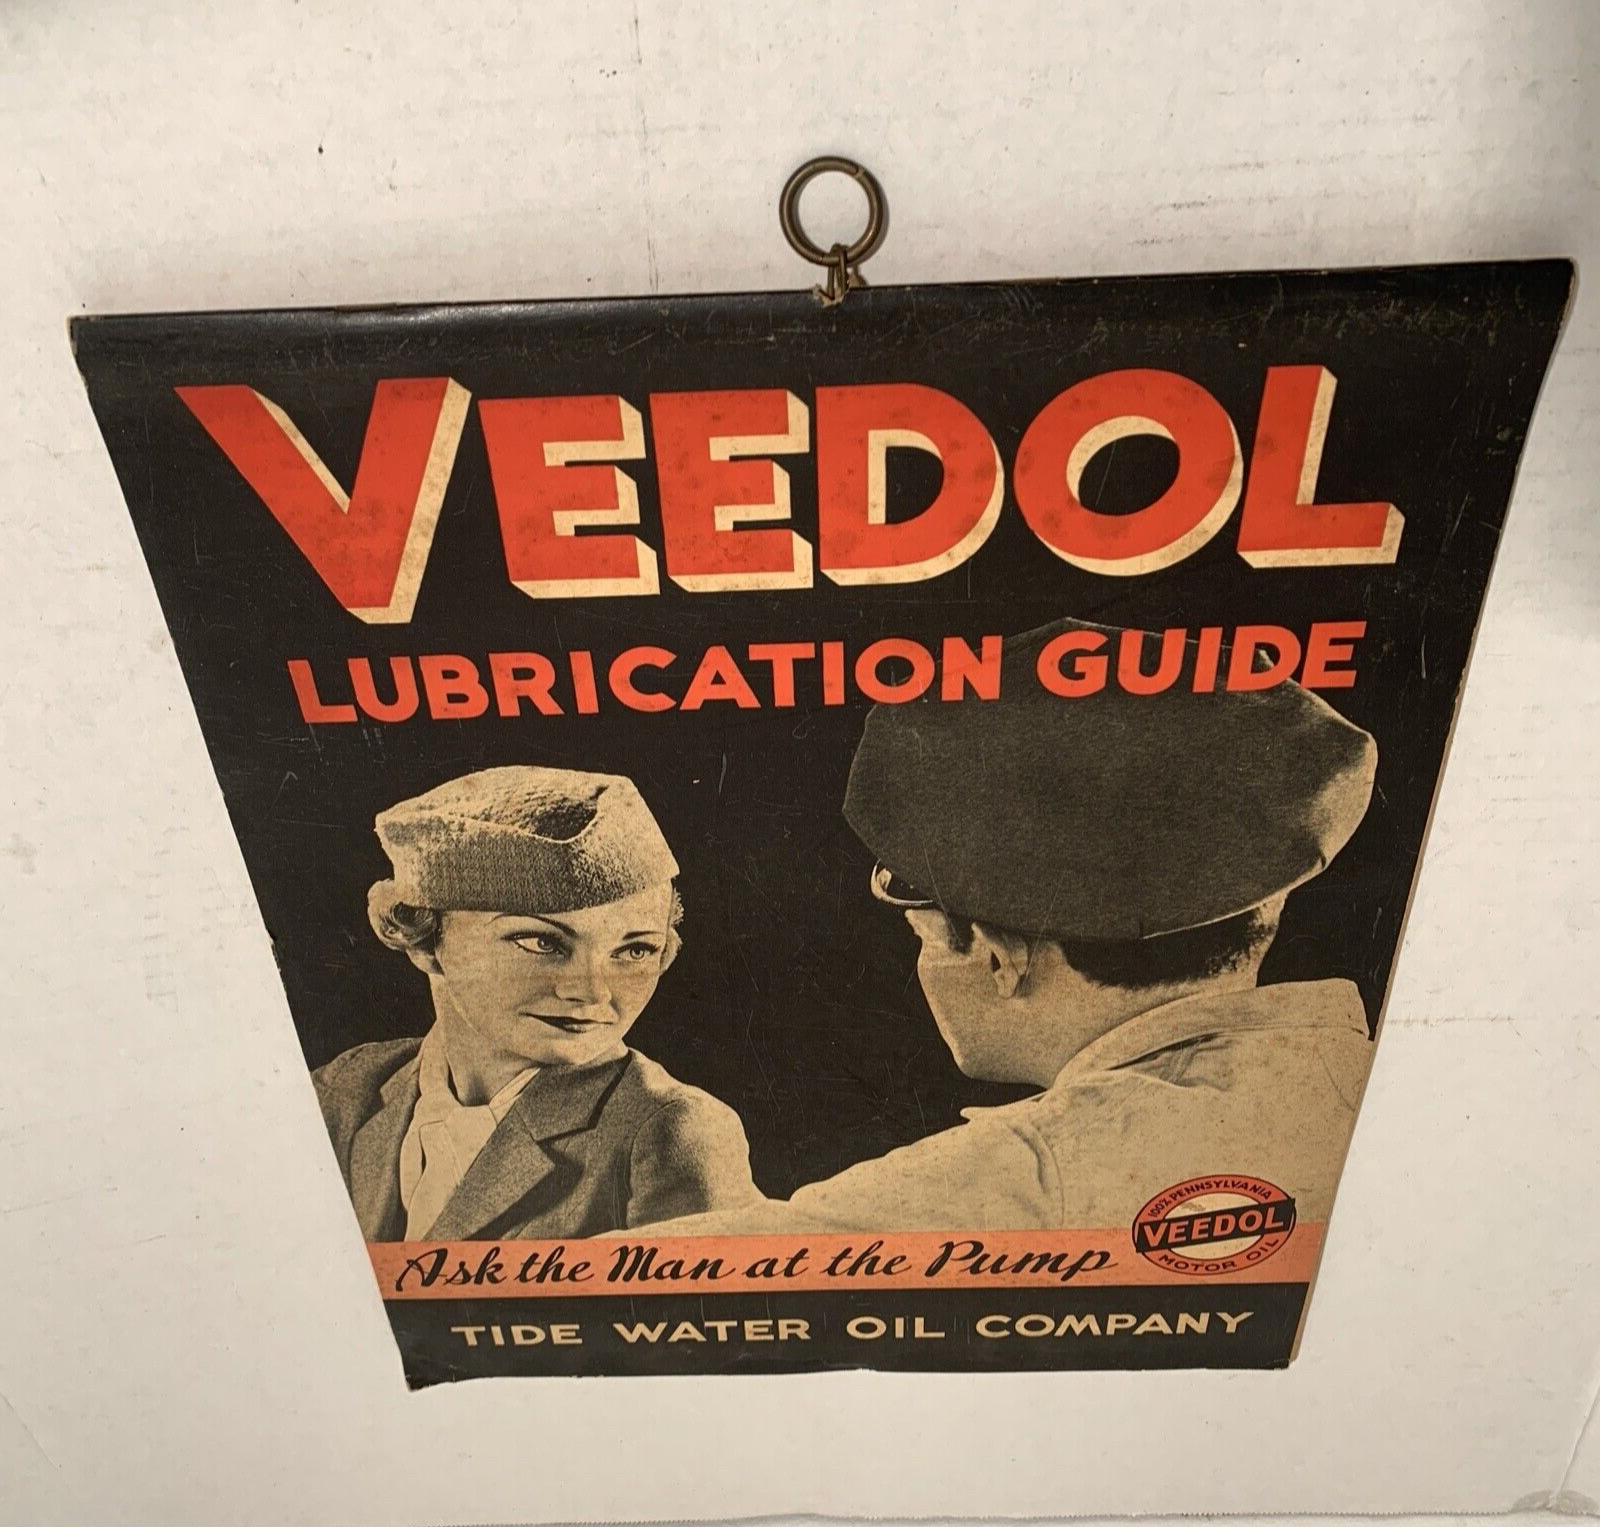 VEEDOL
LUBRICATION GUIDE
Ask the Man at the Pump
100% PENNSYLVANIA
VEEDOL
MOTOR OIL
TIDE WATER OIL COMPANY